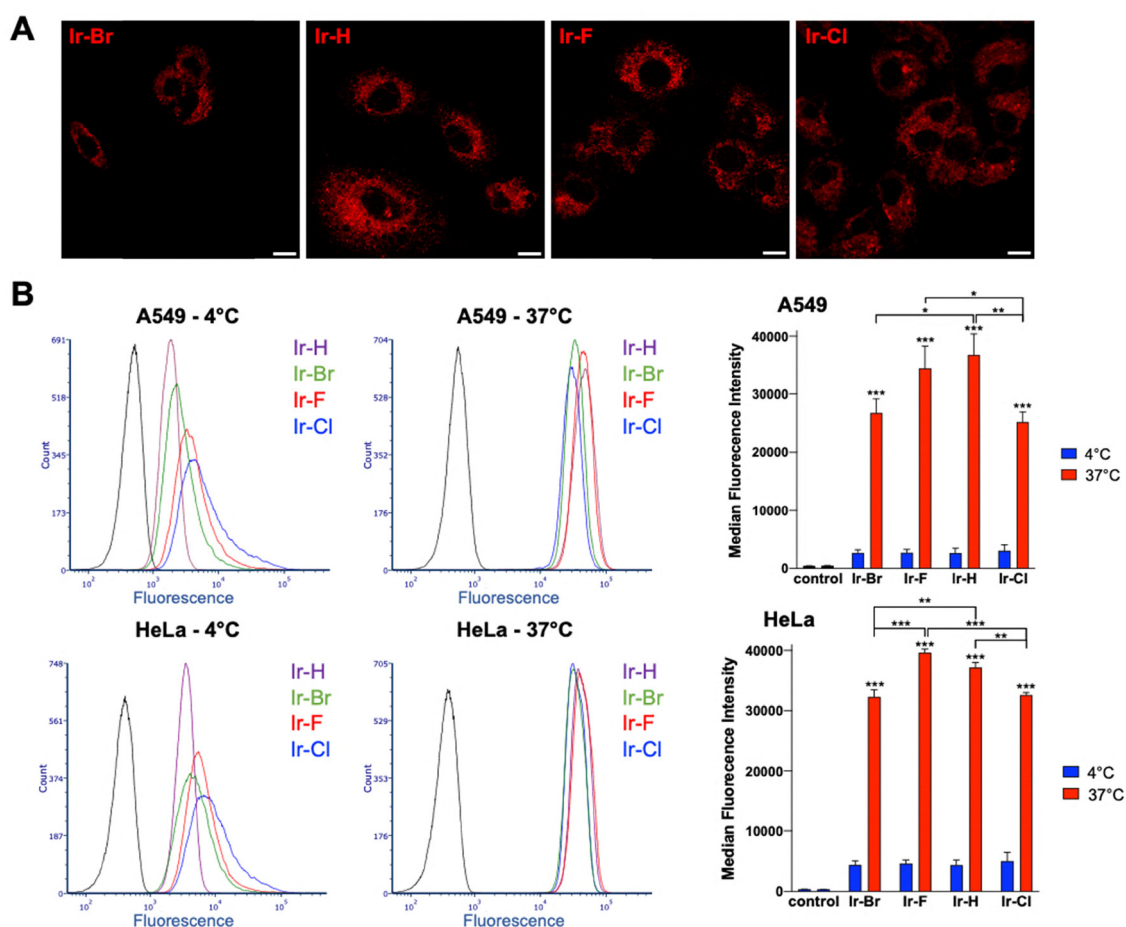 A
Ir-Br
Ir-H
Ir-F
Ir-Cl
B
A549 - 4°C
691
518
345
173
0
Count
10² 10³ 10⁴ 10⁵
Fluorescence
Ir-H
Ir-Br
Ir-F
Ir-Cl
A549 - 37°C
704
528
352
176
0
Count
10² 10³ 10⁴ 10⁵
Fluorescence
Ir-H
Ir-Br
Ir-F
Ir-Cl
A549
Median Fluorescence Intensity
40000
30000
20000
10000
0
*
* **
*** *** *** ***
control Ir-Br Ir-F Ir-H Ir-Cl
4°C
37°C
HeLa - 4°C
748
561
374
187
0
Count
10² 10³ 10⁴ 10⁵
Fluorescence
Ir-H
Ir-Br
Ir-F
Ir-Cl
HeLa - 37°C
705
529
353
176
0
Count
10² 10³ 10⁴ 10⁵
Fluorescence
Ir-H
Ir-Br
Ir-F
Ir-Cl
HeLa
Median Fluorescence Intensity
40000
30000
20000
10000
0
**
*** ***
**
*** *** *** ***
control Ir-Br Ir-F Ir-H Ir-Cl
4°C
37°C